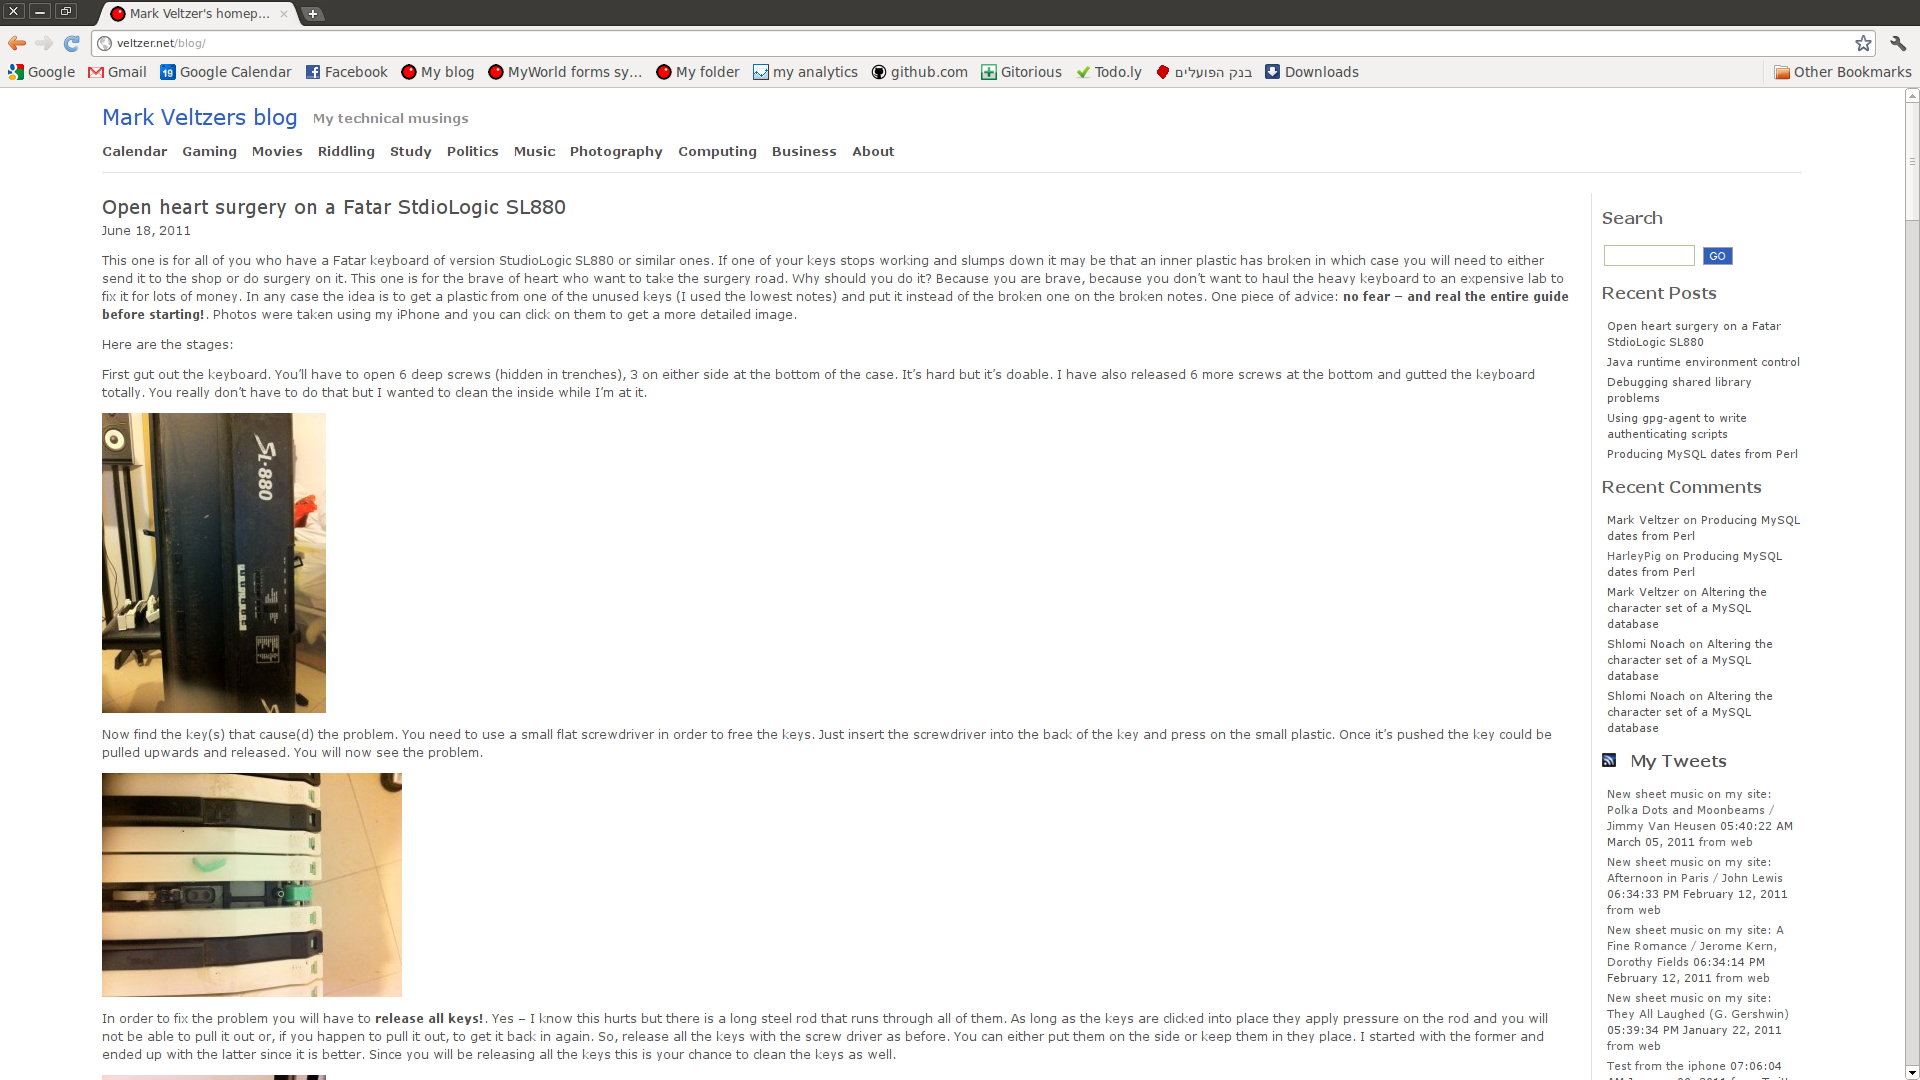 Mark Veltzer's homep...
veltzer.net/blog/
Google Gmail Google Calendar Facebook My blog MyWorld forms sy... My folder my analytics github.com Gitorious Todo.ly בנק הפועלים Downloads Other Bookmarks
Mark Veltzers blog My technical musings
Calendar Gaming Movies Riddling Study Politics Music Photography Computing Business About
Open heart surgery on a Fatar StdioLogic SL880
June 18, 2011
This one is for all of you who have a Fatar keyboard of version StudioLogic SL880 or similar ones. If one of your keys stops working and slumps down it may be that an inner plastic has broken in which case you will need to either
send it to the shop or do surgery on it. This one is for the brave of heart who want to take the surgery road. Why should you do it? Because you are brave, because you don’t want to haul the heavy keyboard to an expensive lab to
fix it for lots of money. In any case the idea is to get a plastic from one of the unused keys (I used the lowest notes) and put it instead of the broken one on the broken notes. One piece of advice: no fear – and real the entire guide
before starting!. Photos were taken using my iPhone and you can click on them to get a more detailed image.
Here are the stages:
First gut out the keyboard. You’ll have to open 6 deep screws (hidden in trenches), 3 on either side at the bottom of the case. It’s hard but it’s doable. I have also released 6 more screws at the bottom and gutted the keyboard
totally. You really don’t have to do that but I wanted to clean the inside while I’m at it.
SL-880
Now find the key(s) that cause(d) the problem. You need to use a small flat screwdriver in order to free the keys. Just insert the screwdriver into the back of the key and press on the small plastic. Once it’s pushed the key could be
pulled upwards and released. You will now see the problem.
In order to fix the problem you will have to release all keys!. Yes – I know this hurts but there is a long steel rod that runs through all of them. As long as the keys are clicked into place they apply pressure on the rod and you will
not be able to pull it out or, if you happen to pull it out, to get it back in again. So, release all the keys with the screw driver as before. You can either put them on the side or keep them in they place. I started with the former and
ended up with the latter since it is better. Since you will be releasing all the keys this is your chance to clean the keys as well.
Search
GO
Recent Posts
Open heart surgery on a Fatar
StdioLogic SL880
Java runtime environment control
Debugging shared library
problems
Using gpg-agent to write
authenticating scripts
Producing MySQL dates from Perl
Recent Comments
Mark Veltzer on Producing MySQL
dates from Perl
HarleyPig on Producing MySQL
dates from Perl
Mark Veltzer on Altering the
character set of a MySQL
database
Shlomi Noach on Altering the
character set of a MySQL
database
Shlomi Noach on Altering the
character set of a MySQL
database
My Tweets
New sheet music on my site:
Polka Dots and Moonbeams /
Jimmy Van Heusen 05:40:22 AM
March 05, 2011 from web
New sheet music on my site:
Afternoon in Paris / John Lewis
06:34:33 PM February 12, 2011
from web
New sheet music on my site: A
Fine Romance / Jerome Kern,
Dorothy Fields 06:34:14 PM
February 12, 2011 from web
New sheet music on my site:
They All Laughed (G. Gershwin)
05:39:34 PM January 22, 2011
from web
Test from the iphone 07:06:04